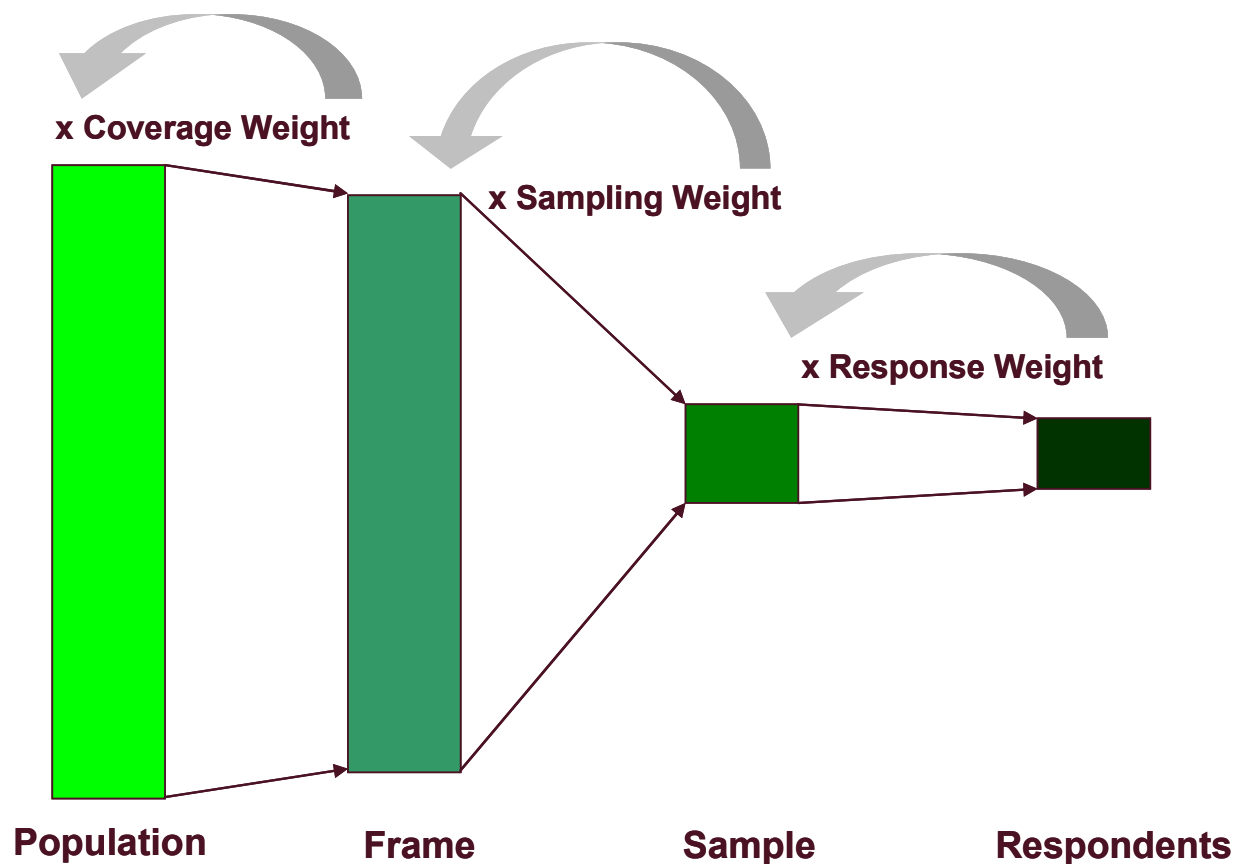 x Coverage Weight
x Sampling Weight
x Response Weight
Population
Frame
Sample
Respondents